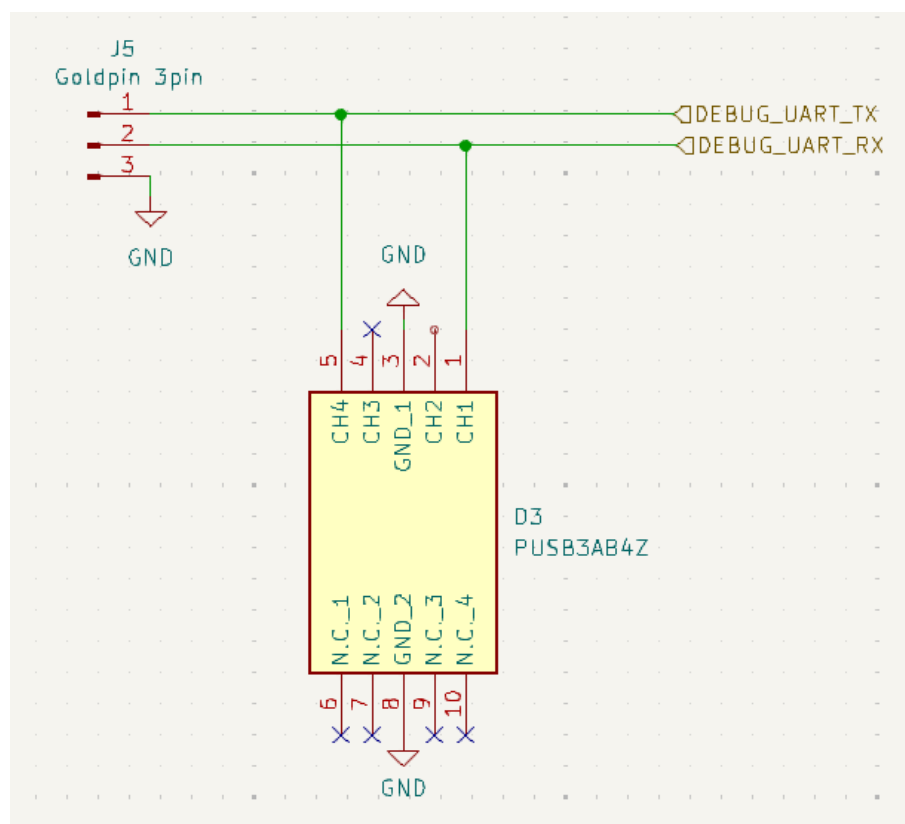 J5
Goldpin 3pin
1
2
3
DEBUG_UART_TX
DEBUG_UART_RX
GND
GND
5
4
3
2
1
CH4
CH3
GND_1
CH2
CH1
D3
PUSB3AB4Z
N.C._1
N.C._2
GND_2
N.C._3
N.C._4
6
7
8
9
10
GND